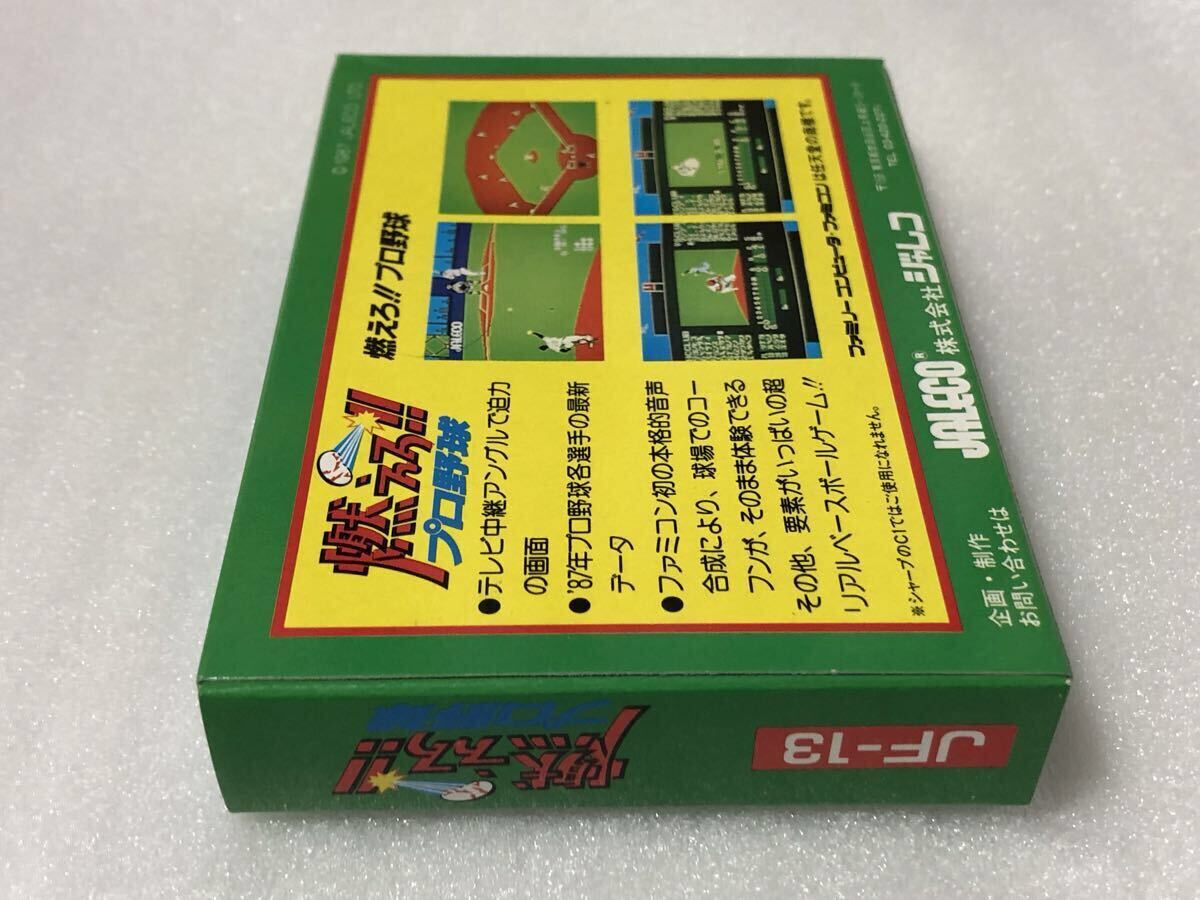 燃えろ!!
プロ野球
燃えろ!! プロ野球
●テレビ中継アングルで迫力
の画面
●'87年プロ野球各選手の最新
データ
●ファミコン初の本格的音声
合成により、球場でのコー
フンが、そのまま体験できる
その他、要素がいっぱいの超
リアルベースボールゲーム!!
※シャープのC1ではご使用になれません。
JALECO
ファミリーコンピュータ・ファミコンは任天堂の商標です。
企画・制作
お問い合わせは
JALECO® 株式会社 ジャレコ
© 1987 JALECO LTD.
燃えろ!!
プロ野球
JF-13